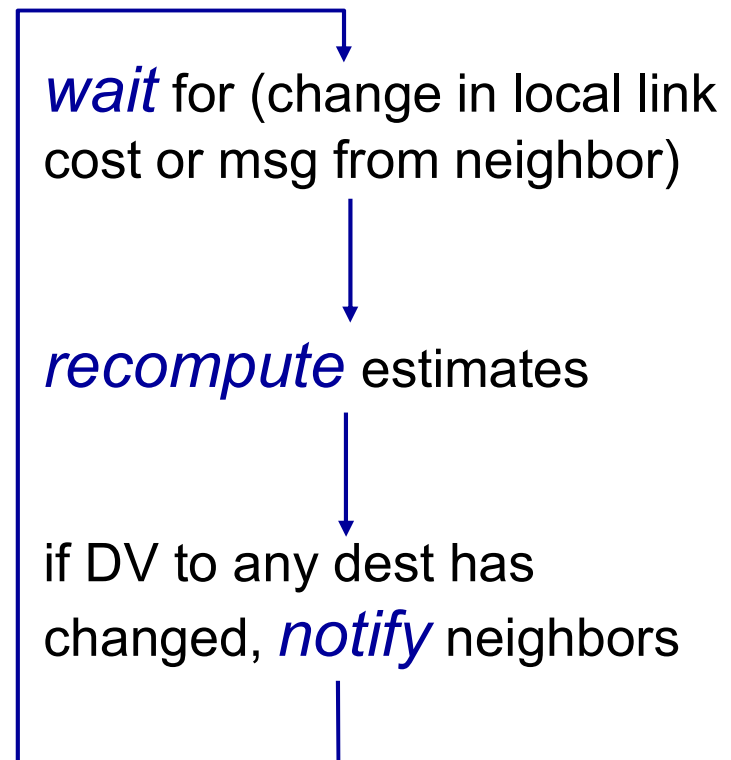 wait for (change in local link
cost or msg from neighbor)
recompute estimates
if DV to any dest has
changed, notify neighbors